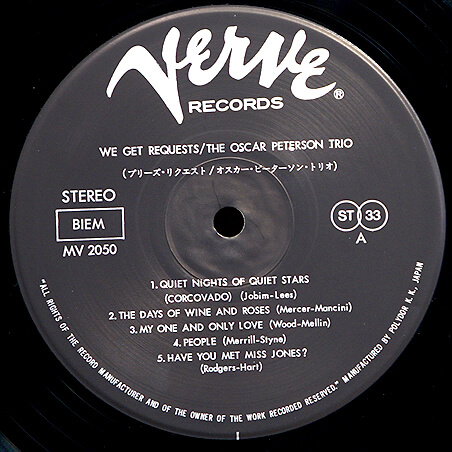 Verve®
RECORDS
WE GET REQUESTS/THE OSCAR PETERSON TRIO
(プリーズ・リクエスト/オスカー・ピーターソン・トリオ)
STEREO
BIEM
MV 2050
ST 33
A
1. QUIET NIGHTS OF QUIET STARS
(CORCOVADO) (Jobim-Lees)
2. THE DAYS OF WINE AND ROSES (Mercer-Mancini)
3. MY ONE AND ONLY LOVE (Wood-Mellin)
4. PEOPLE (Merrill-Styne)
5. HAVE YOU MET MISS JONES?
(Rodgers-Hart)
"ALL RIGHTS OF THE RECORD MANUFACTURER AND OF THE OWNER OF THE WORK RECORDED RESERVED." MANUFACTURED BY POLYDOR K. K., JAPAN